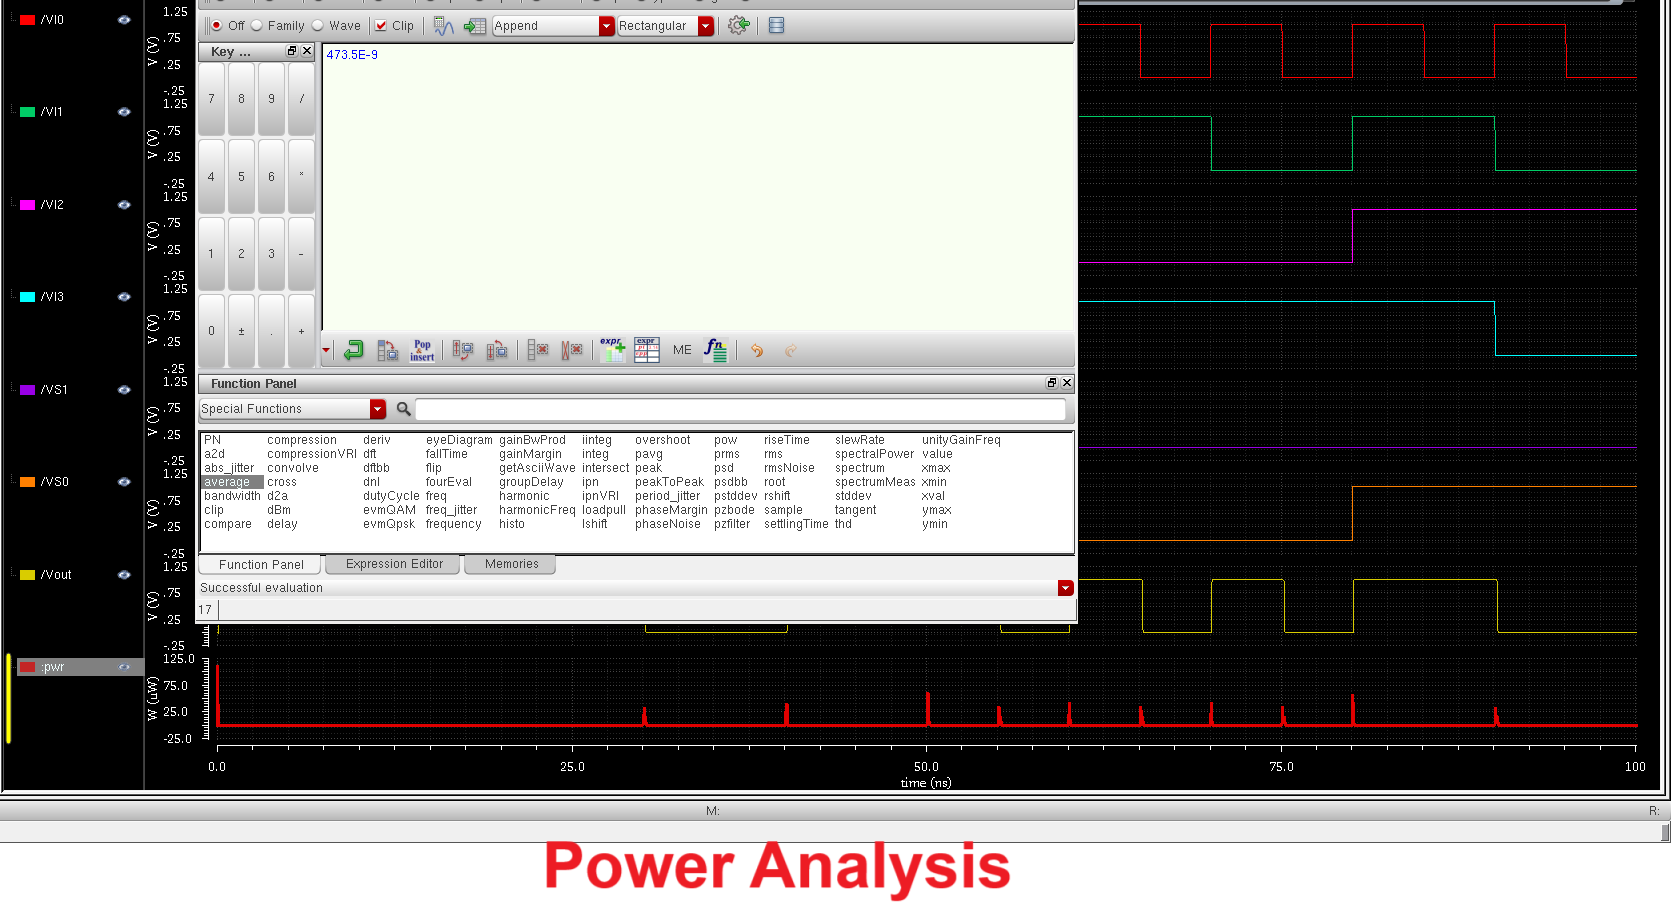 Off Family Wave Clip Append Rectangular
Key ...
473.5E-9
7 8 9 /
4 5 6 *
1 2 3 -
0 ± . +
Pop & insert
expr
expr
ME
fn
Function Panel
Special Functions
PN compression deriv eyeDiagram gainBwProd iinteg overshoot pow riseTime slewRate unityGainFreq
a2d compressionVRI dft fallTime gainMargin integ pavg prms rms spectralPower value
abs_jitter convolve dftbb flip getAsciiWave intersect peak psd rmsNoise spectrum xmax
average cross dnl fourEval groupDelay ipn peakToPeak psdbb root spectrumMeas xmin
bandwidth d2a dutyCycle freq harmonic ipnVRI period_jitter pstddev rshift stddev xval
clip dBm evmQAM freq_jitter harmonicFreq loadpull phaseMargin pzbode sample tangent ymax
compare delay evmQpsk frequency histo lshift phaseNoise pzfilter settlingTime thd ymin
Function Panel Expression Editor Memories
Successful evaluation
17
/VI0
1.25
.75
V (V)
.25
-.25
/VI1
1.25
.75
V (V)
.25
-.25
/VI2
1.25
.75
V (V)
.25
-.25
/VI3
1.25
.75
V (V)
.25
-.25
/VS1
1.25
.75
V (V)
.25
-.25
/VS0
1.25
.75
V (V)
.25
-.25
/Vout
1.25
.75
V (V)
.25
-.25
:pwr
125.0
75.0
W (uW)
25.0
-25.0
0.0 25.0 50.0 75.0 100
time (ns)
M: R:
Power Analysis